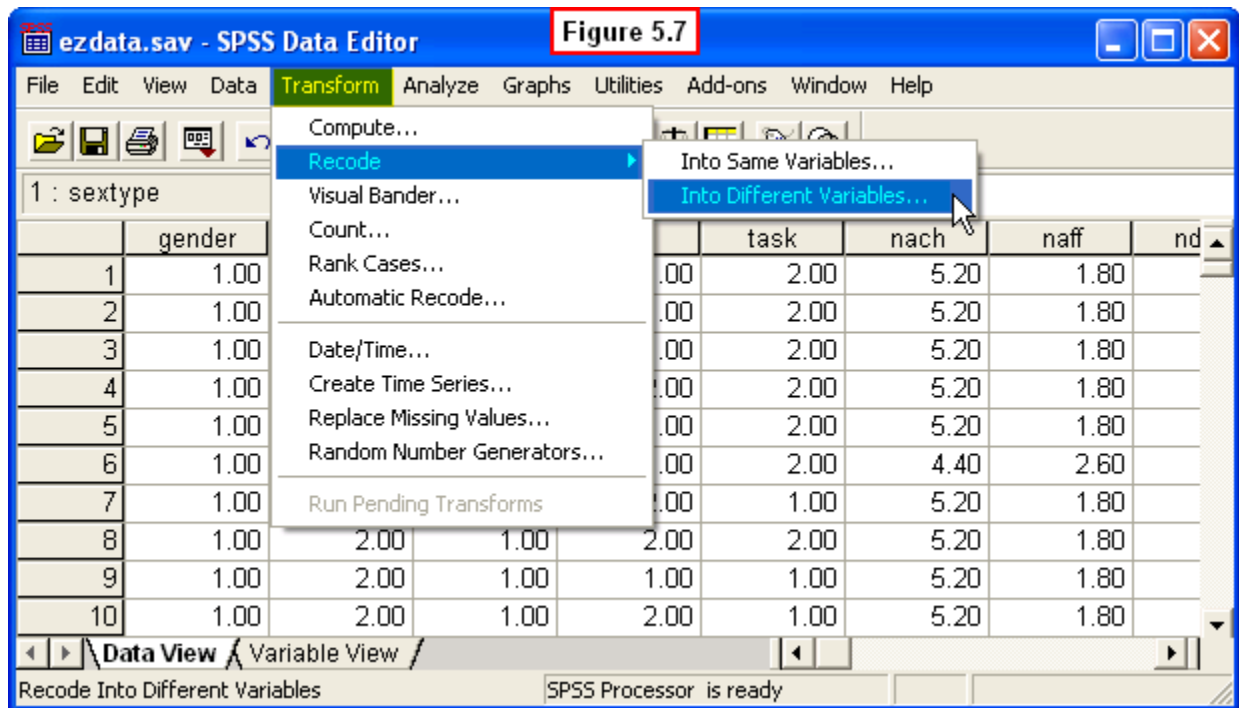 ezdata.sav - SPSS Data Editor
Figure 5.7
File Edit View Data Transform Analyze Graphs Utilities Add-ons Window Help
Compute...
Recode
Into Same Variables...
Into Different Variables...
Visual Bander...
Count...
Rank Cases...
Automatic Recode...
Date/Time...
Create Time Series...
Replace Missing Values...
Random Number Generators...
Run Pending Transforms
1 : sextype
gender task nach naff nd
1 1.00 .00 2.00 5.20 1.80
2 1.00 .00 2.00 5.20 1.80
3 1.00 .00 2.00 5.20 1.80
4 1.00 .00 2.00 5.20 1.80
5 1.00 .00 2.00 5.20 1.80
6 1.00 .00 2.00 4.40 2.60
7 1.00 .00 1.00 5.20 1.80
8 1.00 2.00 1.00 2.00 2.00 5.20 1.80
9 1.00 2.00 1.00 1.00 1.00 5.20 1.80
10 1.00 2.00 1.00 2.00 1.00 5.20 1.80
Data View Variable View
Recode Into Different Variables SPSS Processor is ready